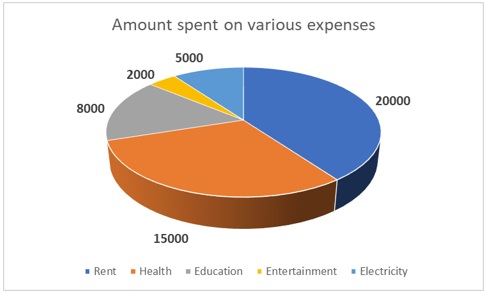 Amount spent on various expenses
5000
2000
20000
8000
15000
Rent Health Education Entertainment Electricity